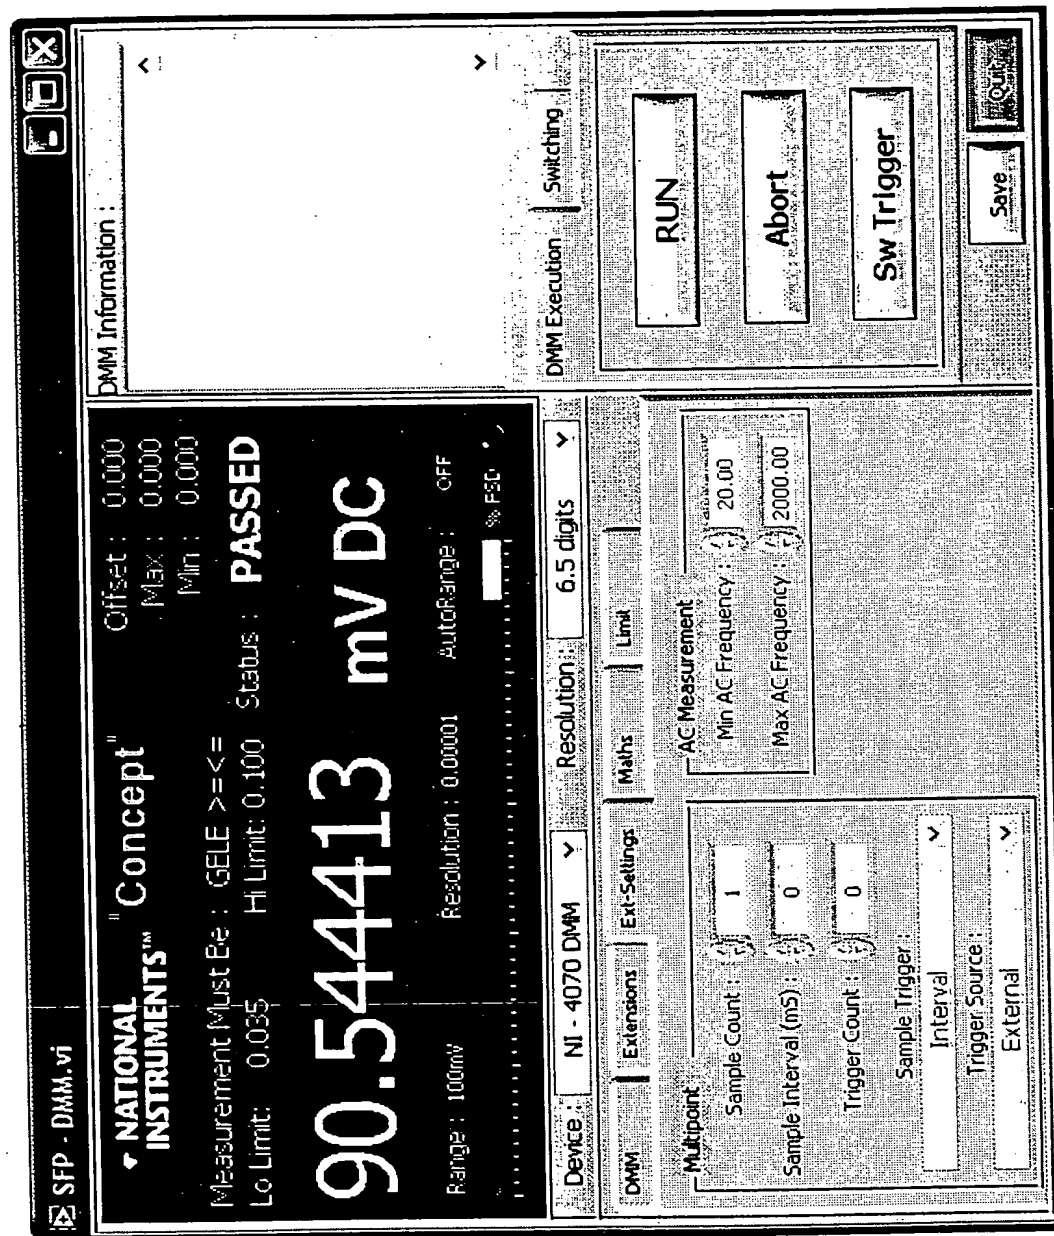 SFP - DMM.vi
NATIONAL INSTRUMENTS™
"Concept"
Offset : 0.000
Max : 0.000
Min : 0.000
Measurement Must Be : GELE >=<=
Lo Limit: 0.035 Hi Limit: 0.100 Status : PASSED
90.54413 mV DC
Range : 100mV Resolution : 0.00001 AutoRange : OFF
% FSD
Device : NI - 4070 DMM Resolution : 6.5 digits
DMM Extensions Ext-Settings Maths Limit
Multipoint
Sample Count : 1
Sample Interval (mS) : 0
Trigger Count : 0
Sample Trigger :
Interval
Trigger Source :
External
AC Measurement
Min AC Frequency : 20.00
Max AC Frequency : 2000.00
DMM Information :
DMM Execution Switching
RUN
Abort
Sw Trigger
Save Quit